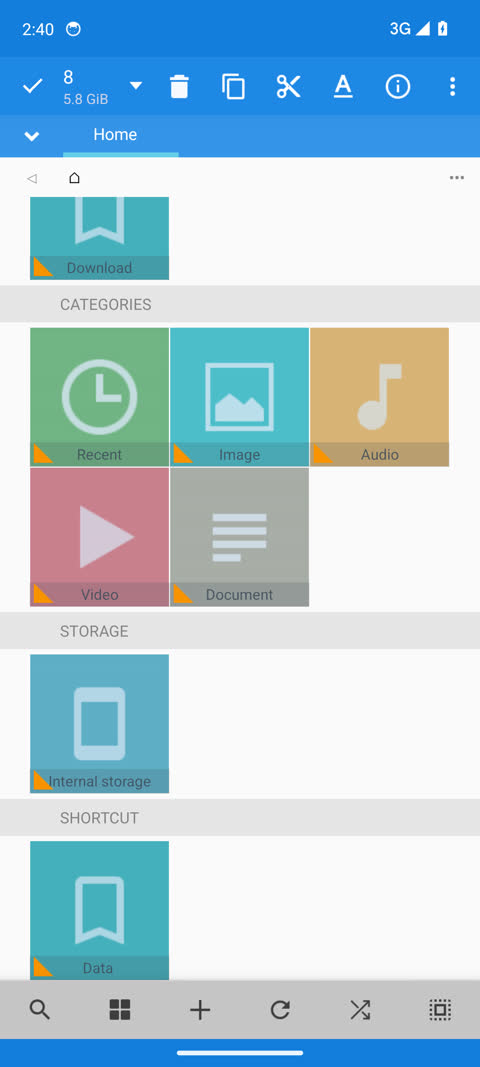 2:40
3G
8
5.8 GiB
A
Home
Download
CATEGORIES
Recent
Image
Audio
Video
Document
STORAGE
Internal storage
SHORTCUT
Data